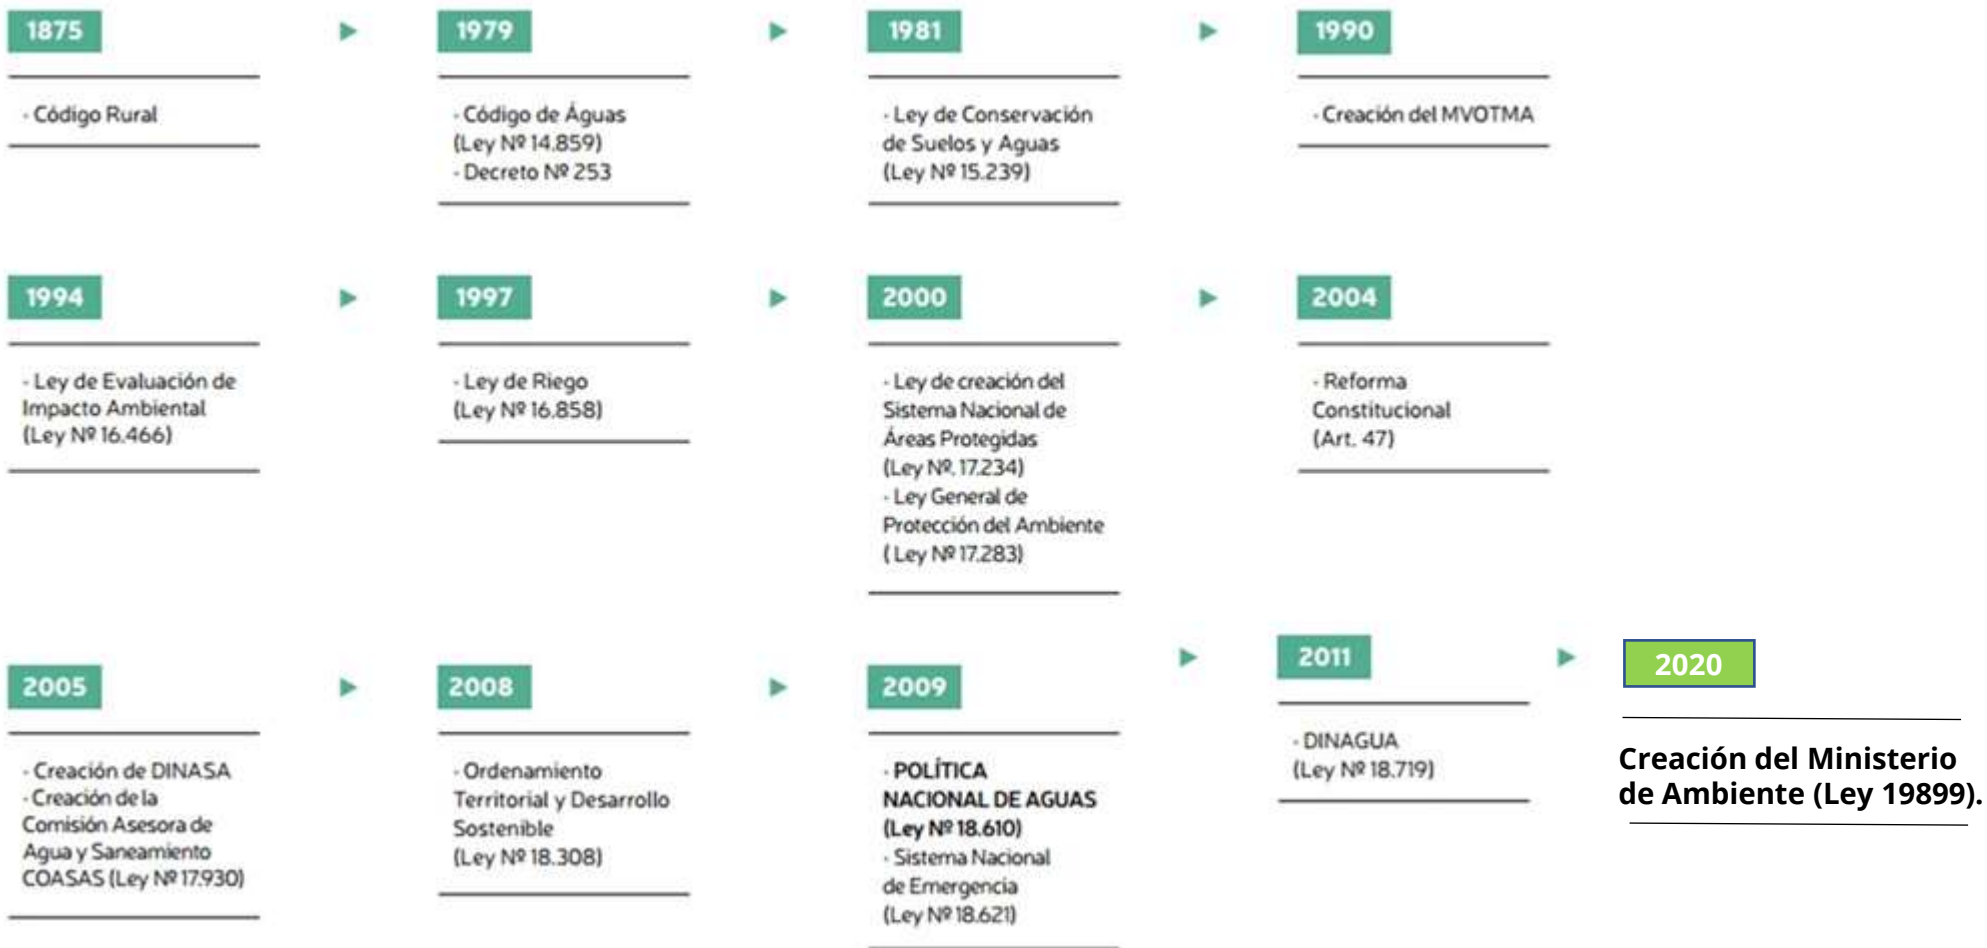 1875
- Código Rural
1979
- Código de Águas
(Ley Nº 14.859)
- Decreto Nº 253
1981
- Ley de Conservación
de Suelos y Aguas
(Ley Nº 15.239)
1990
- Creación del MVOTMA
1994
- Ley de Evaluación de
Impacto Ambiental
(Ley Nº 16.466)
1997
- Ley de Riego
(Ley Nº 16.858)
2000
- Ley de creación del
Sistema Nacional de
Áreas Protegidas
(Ley Nº. 17.234)
- Ley General de
Protección del Ambiente
( Ley Nº 17.283)
2004
- Reforma
Constitucional
(Art. 47)
2005
- Creación de DINASA
- Creación de la
Comisión Asesora de
Agua y Saneamiento
COASAS (Ley Nº 17.930)
2008
- Ordenamiento
Territorial y Desarrollo
Sostenible
(Ley Nº 18.308)
2009
- POLÍTICA
NACIONAL DE AGUAS
(Ley Nº 18.610)
- Sistema Nacional
de Emergencia
(Ley Nº 18.621)
2011
- DINAGUA
(Ley Nº 18.719)
2020
Creación del Ministerio
de Ambiente (Ley 19899).